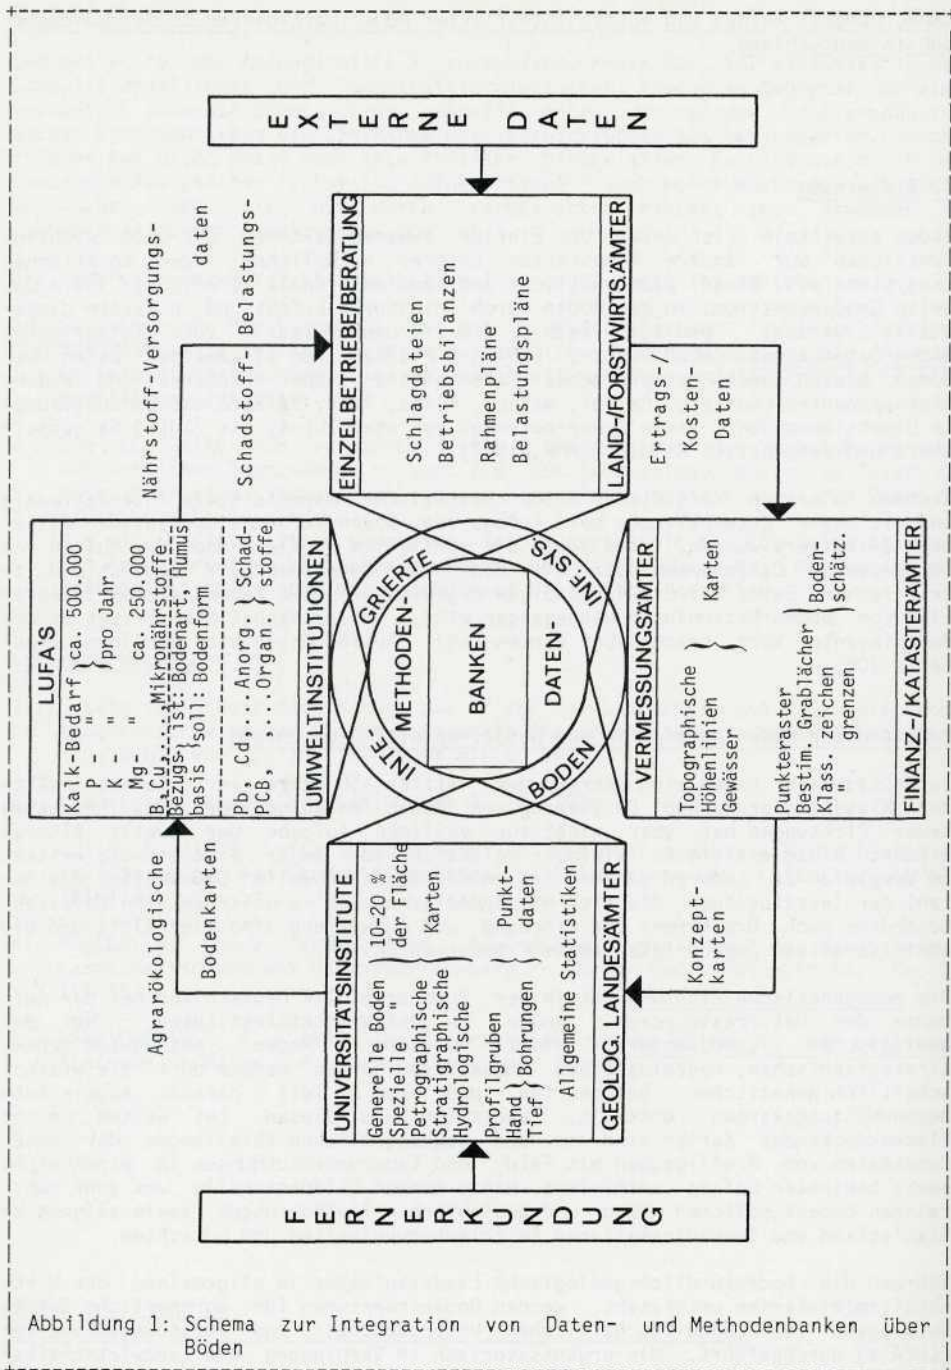 EXTERNE DATEN
LUFA'S
Kalk-Bedarf } ca. 500.000
P - " } pro Jahr
K - "
Mg- " ca. 250.000
B,Cu,...Mikronährstoffe
Bezugs- ist: Bodenart, Humus
basis { soll: Bodenform
Pb, Cd,...Anorg. } Schad-
PCB, ,...Organ. } stoffe
UMWELTINSTITUTIONEN
Nährstoff-Versorgungs-
daten
Schadstoff- Belastungs-
EINZELBETRIEBE/BERATUNG
Schlagdateien
Betriebsbilanzen
Rahmenpläne
Belastungspläne
LAND-/FORSTWIRTS.ÄMTER
Ertrags-
Kosten-
Daten
INTE-
GRIERTE
BODEN
INF. SYS.
METHODEN
BANKEN
DATEN
VERMESSUNGSÄMTER
Topographische
Höhenlinien } Karten
Gewässer
Punkteraster
Bestim. Grablöcher } Boden-
Klass. zeichen } Schätz.
grenzen
FINANZ-/KATASTERÄMTER
Konzept-
karten
Agrarökologische
Bodenkarten
UNIVERSITÄTSINSTITUTE
Generelle Boden 10-20 %
Spezielle der Fläche
Petrographische
Stratigraphische } Karten
Hydrologische
Profilgruben
Hand } Bohrungen } Punkt-
Tief } daten
Allgemeine Statistiken
GEOLOG. LANDESÄMTER
FERNERKUNDUNG
Abbildung 1: Schema zur Integration von Daten- und Methodenbanken über
Böden